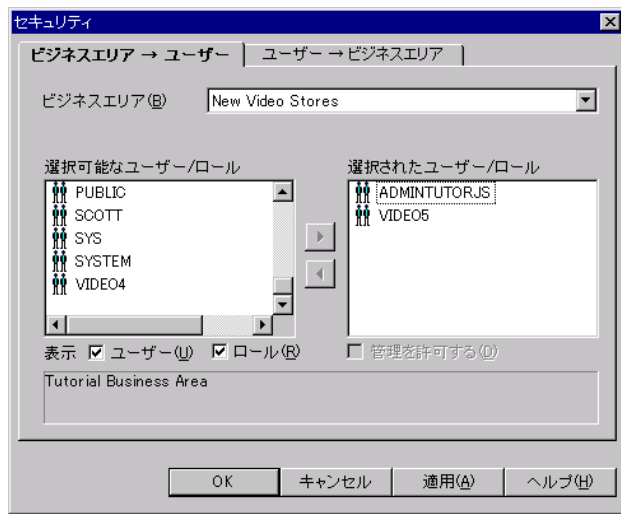 セキュリティ
ビジネスエリア → ユーザー ユーザー → ビジネスエリア
ビジネスエリア(B) New Video Stores
選択可能なユーザー/ロール 選択されたユーザー/ロール
PUBLIC ADMINTUTORJS
SCOTT VIDEO5
SYS
SYSTEM
VIDEO4
表示 ユーザー(U) ロール(R) 管理を許可する(D)
Tutorial Business Area
OK キャンセル 適用(A) ヘルプ(H)